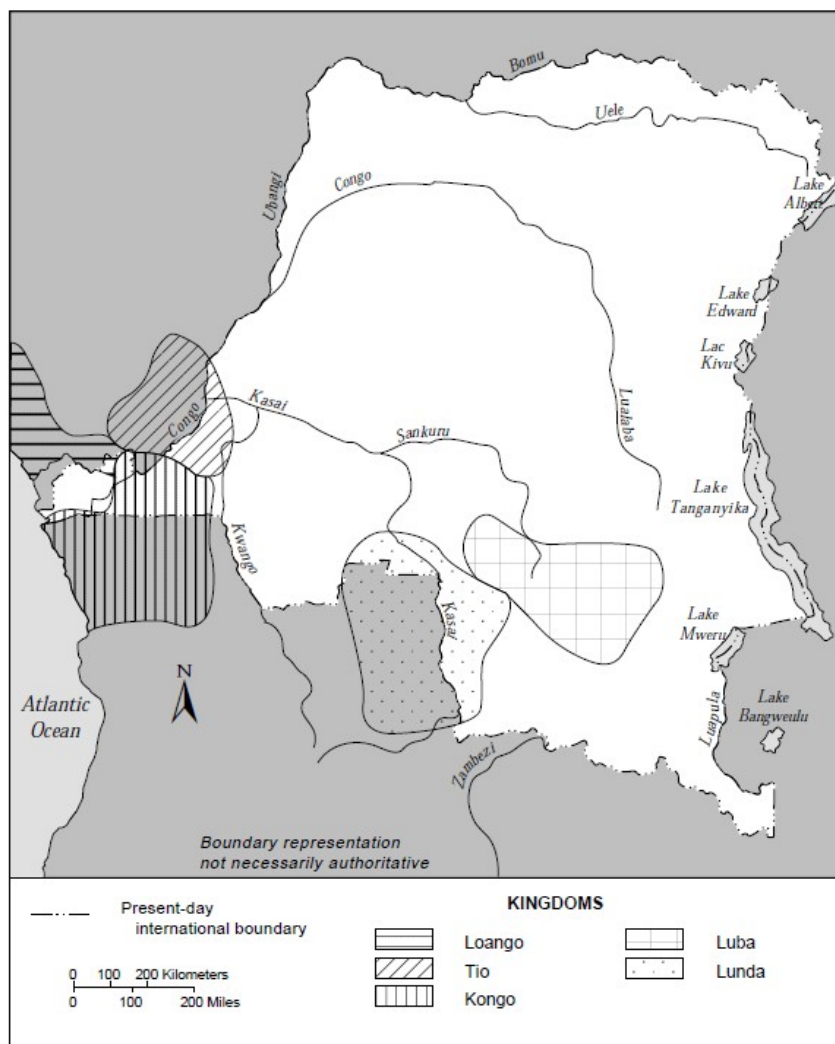 Bomu
Uele
Ubangi
Congo
Lake
Albert
Lake
Edward
Lac
Kivu
Congo
Kasai
Sankuru
Lualaba
Lake
Tanganyika
Kwango
Kasai
Lake
Mweru
N
Atlantic
Ocean
Luapula
Lake
Bangweulu
Zambezi
Boundary representation
not necessarily authoritative
Present-day
international boundary
0 100 200 Kilometers
0 100 200 Miles
KINGDOMS
Loango
Tio
Kongo
Luba
Lunda